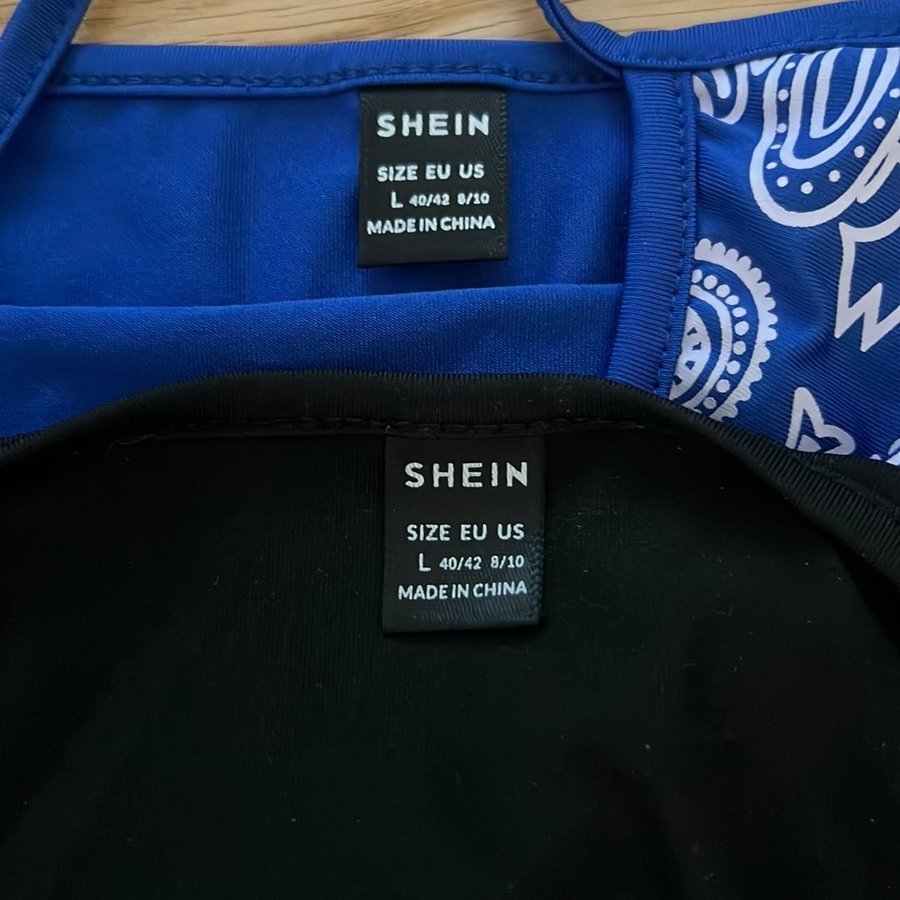 SHEIN
SIZE EU US
L 40/42 8/10
MADE IN CHINA
SHEIN
SIZE EU US
L 40/42 8/10
MADE IN CHINA